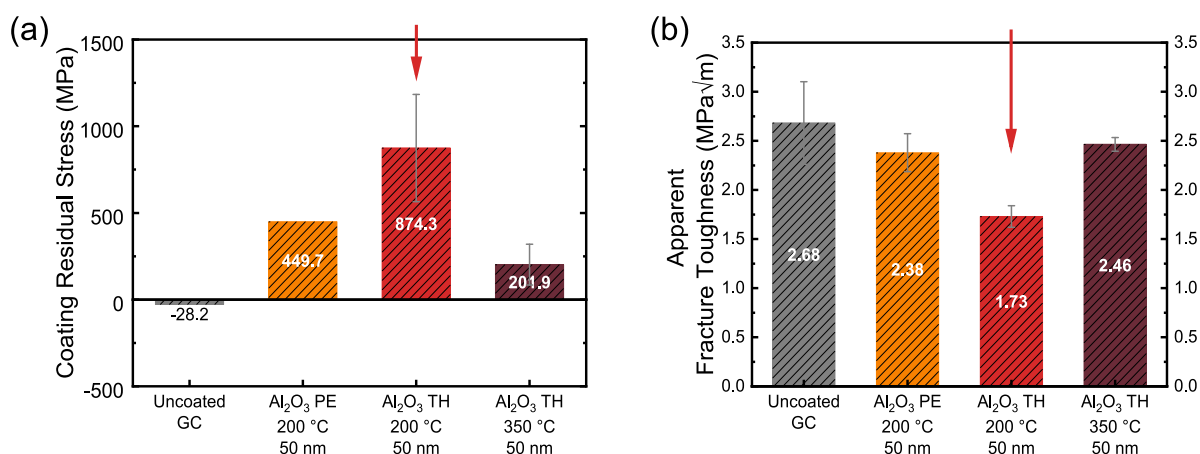 (a)
Coating Residual Stress (MPa)
1500
1000
500
0
-500
-28.2
449.7
874.3
201.9
Uncoated
GC
Al₂O₃ PE
200 °C
50 nm
Al₂O₃ TH
200 °C
50 nm
Al₂O₃ TH
350 °C
50 nm
(b)
Apparent
Fracture Toughness (MPa√m)
3.5
3.0
2.5
2.0
1.5
1.0
0.5
0.0
2.68
2.38
1.73
2.46
3.5
3.0
2.5
2.0
1.5
1.0
0.5
0.0
Uncoated
GC
Al₂O₃ PE
200 °C
50 nm
Al₂O₃ TH
200 °C
50 nm
Al₂O₃ TH
350 °C
50 nm